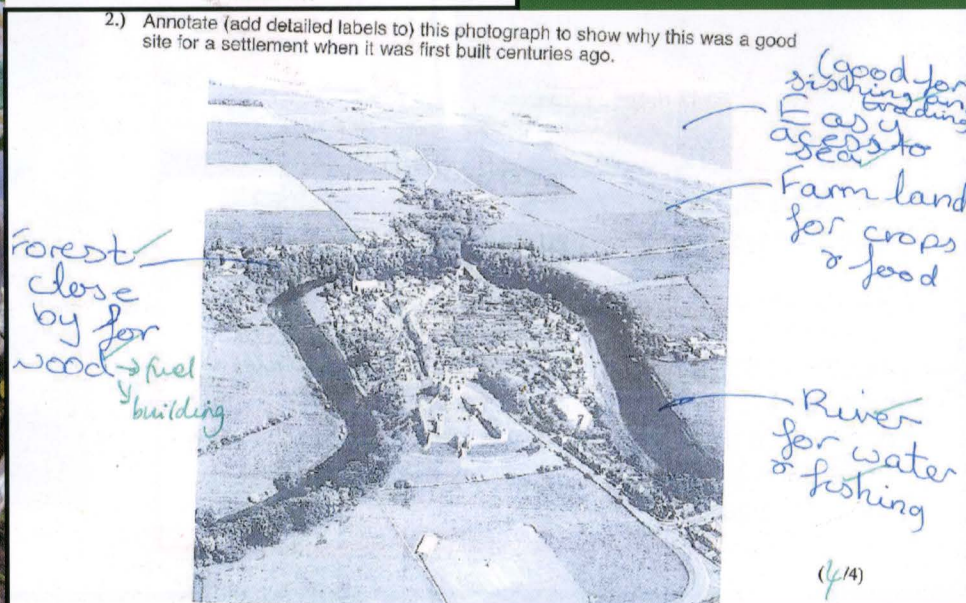 2.) Annotate (add detailed labels to) this photograph to show why this was a good
site for a settlement when it was first built centuries ago.
(good for
fishing an
trading
Easy
acess to
sea
Farm land
for crops
& food
Forest
close
by for
wood → fuel
building
River
for water
& fishing
(4/4)